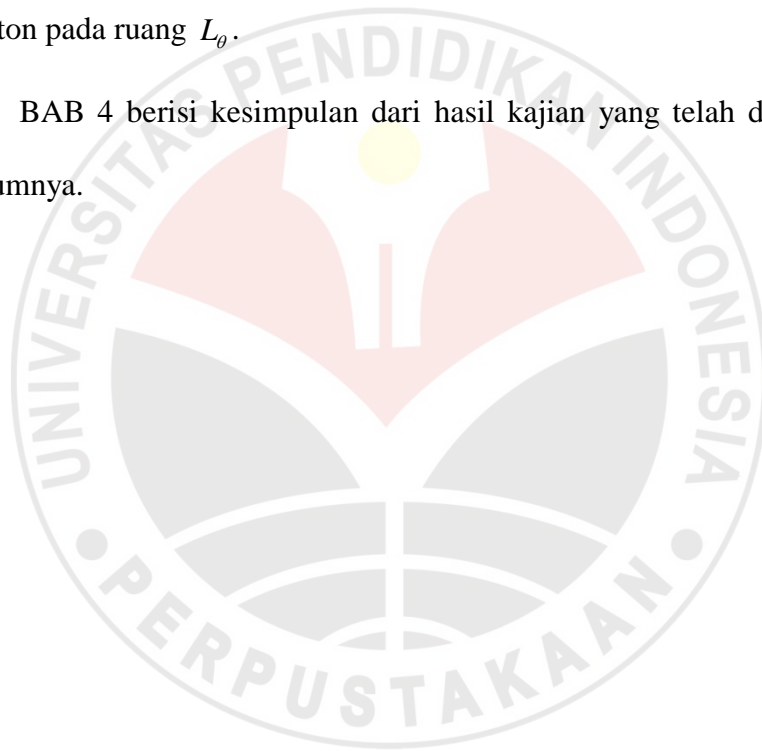 ton pada ruang L_θ.
BAB 4 berisi kesimpulan dari hasil kajian yang telah d
umnya.
UNIVERSITAS PENDIDIKAN INDONESIA
PERPUSTAKAAN